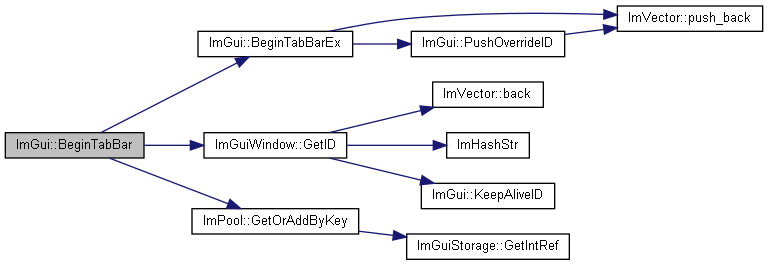 ImGui::BeginTabBar
ImGui::BeginTabBarEx
ImGuiWindow::GetID
ImPool::GetOrAddByKey
ImGui::PushOverrideID
ImVector::back
ImHashStr
ImGui::KeepAliveID
ImGuiStorage::GetIntRef
ImVector::push_back